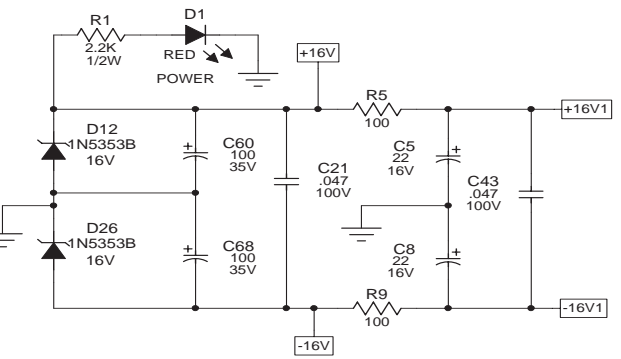 R1
2.2K
1/2W
D1
RED
POWER
+16V
R5
100
+16V1
D12
1N5353B
16V
C60
100
35V
C21
.047
100V
C5
22
16V
C43
.047
100V
D26
1N5353B
16V
C68
100
35V
C8
22
16V
R9
100
-16V1
-16V